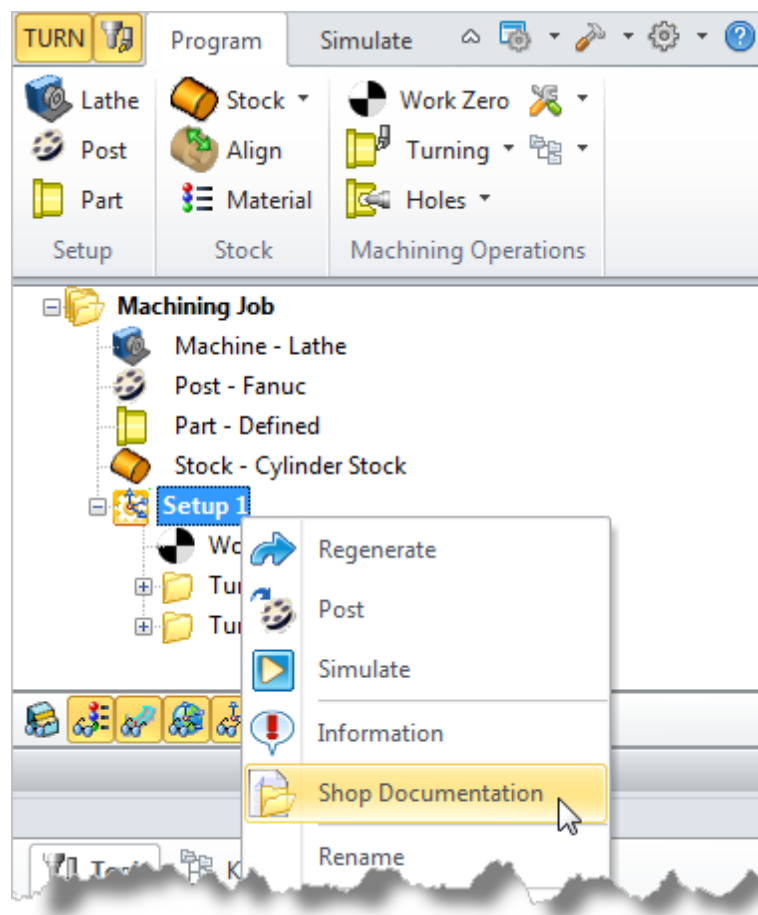 TURN Program Simulate
Lathe Stock Work Zero
Post Align Turning
Part Material Holes
Setup Stock Machining Operations
Machining Job
Machine - Lathe
Post - Fanuc
Part - Defined
Stock - Cylinder Stock
Setup 1
Regenerate
Post
Simulate
Information
Shop Documentation
Rename